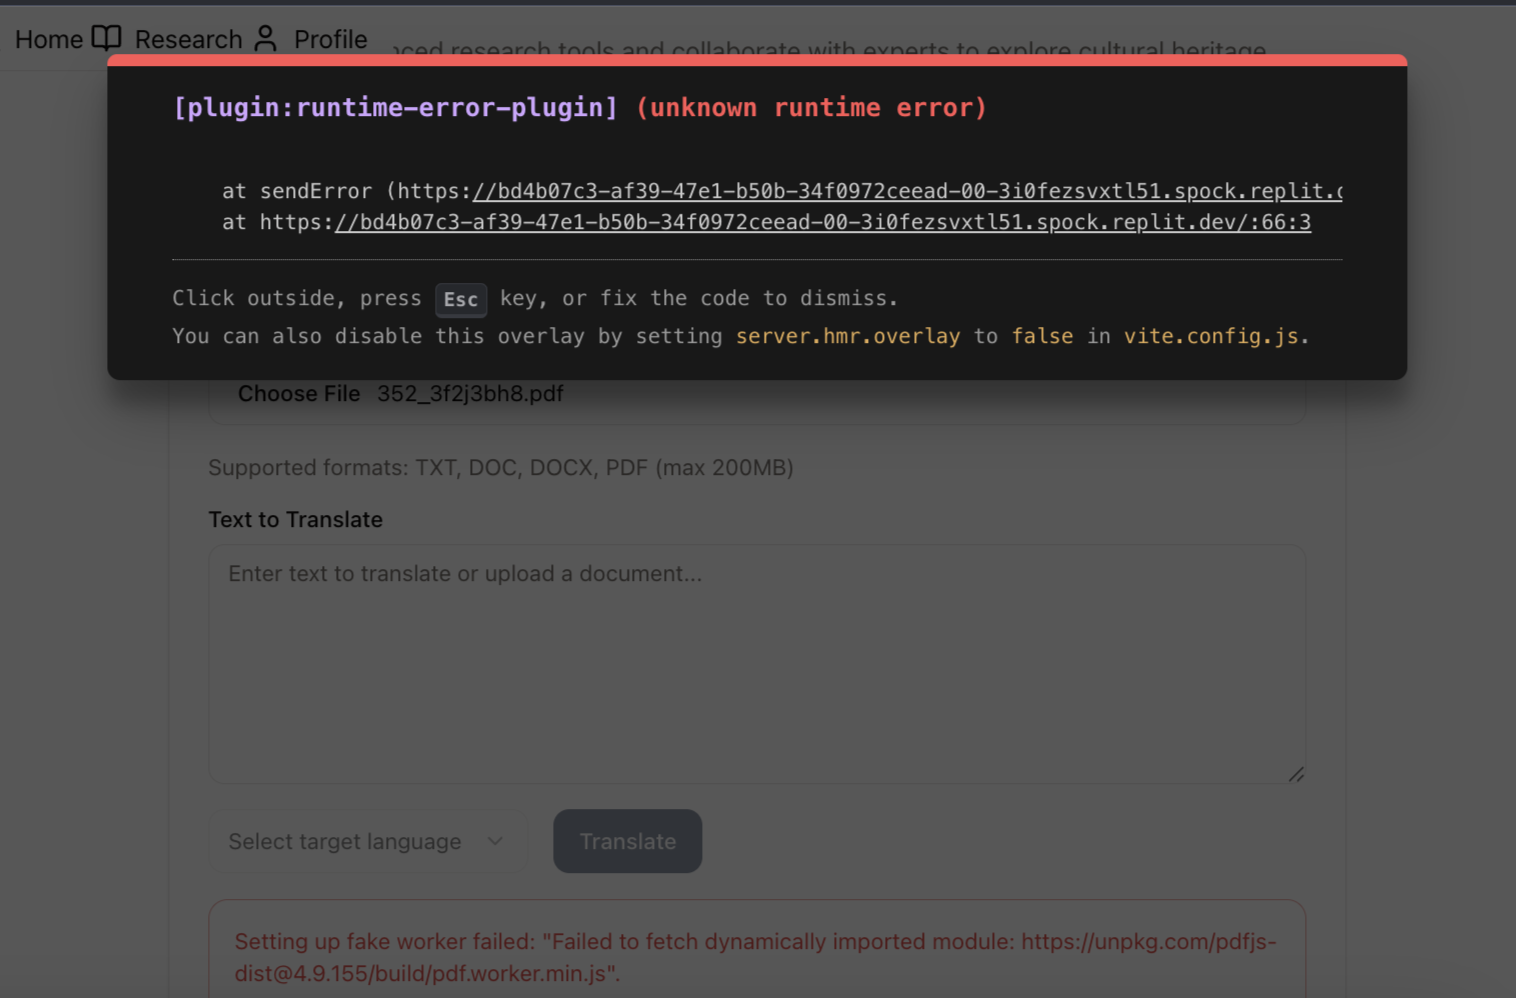 Home Research Profile
nced research tools and collaborate with experts to explore cultural heritage
[plugin:runtime-error-plugin] (unknown runtime error)
at sendError (https://bd4b07c3-af39-47e1-b50b-34f0972ceead-00-3i0fezsvxtl51.spock.replit.
at https://bd4b07c3-af39-47e1-b50b-34f0972ceead-00-3i0fezsvxtl51.spock.replit.dev/:66:3
Click outside, press Esc key, or fix the code to dismiss.
You can also disable this overlay by setting server.hmr.overlay to false in vite.config.js.
Choose File 352_3f2j3bh8.pdf
Supported formats: TXT, DOC, DOCX, PDF (max 200MB)
Text to Translate
Enter text to translate or upload a document...
Select target language Translate
Setting up fake worker failed: "Failed to fetch dynamically imported module: https://unpkg.com/pdfjs-
dist@4.9.155/build/pdf.worker.min.js".